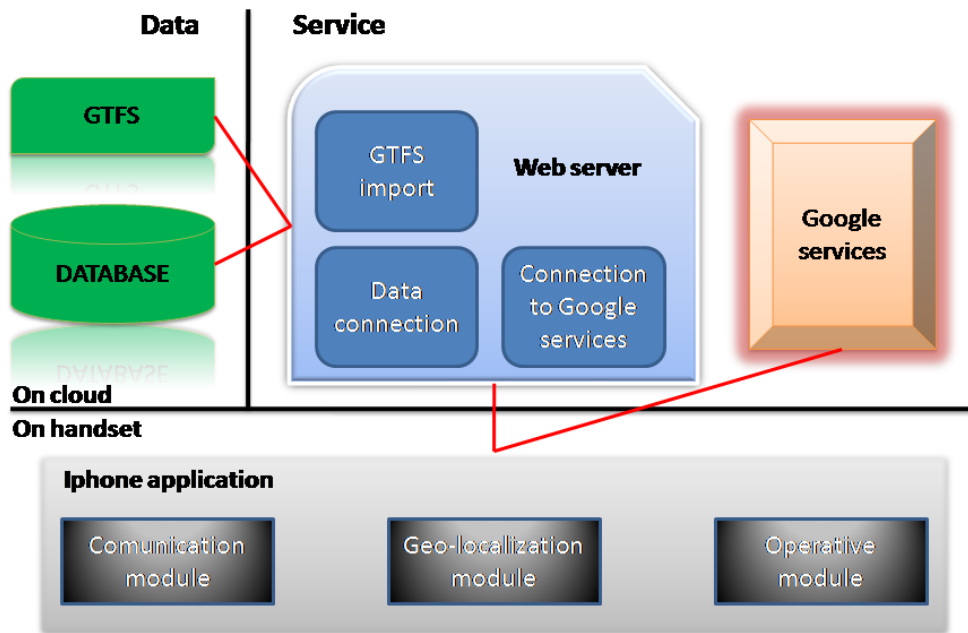 Data
Service
GTFS
DATABASE
GTFS
import
Web server
Data
connection
Connection
to Google
services
Google
services
On cloud
On handset
Iphone application
Comunication
module
Geo-localization
module
Operative
module